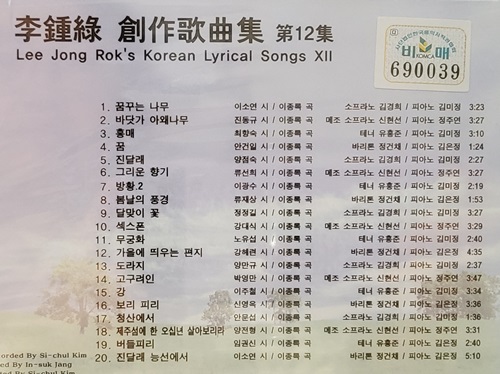 李鍾綠 創作歌曲集 第12集
Lee Jong Rok's Korean Lyrical Songs XII
비매
KOMCA
690039
1. 꿈꾸는 나무 이소연 시 / 이종록 곡 소프라노 김경희 / 피아노 김미정 3:23
2. 바닷가 아왜나무 진동규 시 / 이종록 곡 메조 소프라노 신현선 / 피아노 정주연 3:27
3. 홍매 최향숙 시 / 이종록 곡 테너 유홍준 / 피아노 김미정 2:40
4. 꿈 안건일 시 / 이종록 곡 바리톤 정건채 / 피아노 김은정 1:24
5. 진달래 양점숙 시 / 이종록 곡 소프라노 김경희 / 피아노 김미정 2:27
6. 그리운 향기 류선희 시 / 이종록 곡 메조 소프라노 신현선 / 피아노 정주연 3:27
7. 방황.2 이광수 시 / 이종록 곡 테너 유홍준 / 피아노 김미정 2:19
8. 봄날의 풍경 류재상 시 / 이종록 곡 바리톤 정건채 / 피아노 김은정 1:53
9. 달맞이 꽃 정정길 시 / 이종록 곡 소프라노 김경희 / 피아노 김미정 3:27
10. 섹스폰 강대식 시 / 이종록 곡 메조 소프라노 신현선 / 피아노 정주연 3:29
11. 무궁화 노유섭 시 / 이종록 곡 테너 유홍준 / 피아노 김미정 2:40
12. 가을에 띄우는 편지 강혜련 시 / 이종록 곡 바리톤 정건채 / 피아노 김은정 4:35
13. 도라지 양만규 시 / 이종록 곡 소프라노 김경희 / 피아노 김미정 2:37
14. 고구려인 박영만 시 / 이종록 곡 메조 소프라노 신현선 / 피아노 정주연 3:47
15. 강 이주철 시 / 이종록 곡 테너 유홍준 / 피아노 김미정 3:34
16. 보리 피리 신영옥 시 / 이종록 곡 바리톤 정건채 / 피아노 김은정 3:36
17. 청산에서 안문섭 시 / 이종록 곡 소프라노 김경희 / 피아노 김미정 1:36
18. 제주섬에 한 오십년 살아보리라 양전형 시 / 이종록 곡 메조 소프라노 신현선 / 피아노 정주연 3:31
19. 버들피리 임권신 시 / 이종록 곡 테너 유홍준 / 피아노 김미정 2:40
20. 진달래 능선에서 이소연 시 / 이종록 곡 바리톤 정건채 / 피아노 김은정 3:36
orded By Si-chul Kim
ed By In-suk Jang
Si-chul Kim